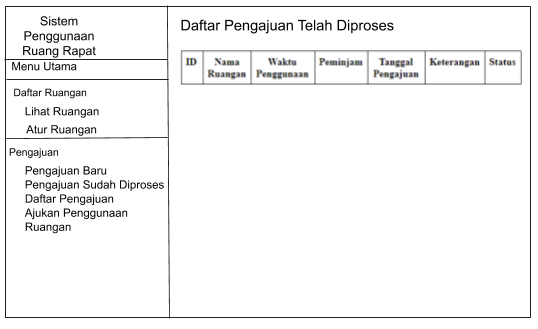 Sistem
Penggunaan
Ruang Rapat
Menu Utama
Daftar Ruangan
Lihat Ruangan
Atur Ruangan
Pengajuan
Pengajuan Baru
Pengajuan Sudah Diproses
Daftar Pengajuan
Ajukan Penggunaan
Ruangan
Daftar Pengajuan Telah Diproses
ID Nama Ruangan Waktu Penggunaan Peminjam Tanggal Pengajuan Keterangan Status